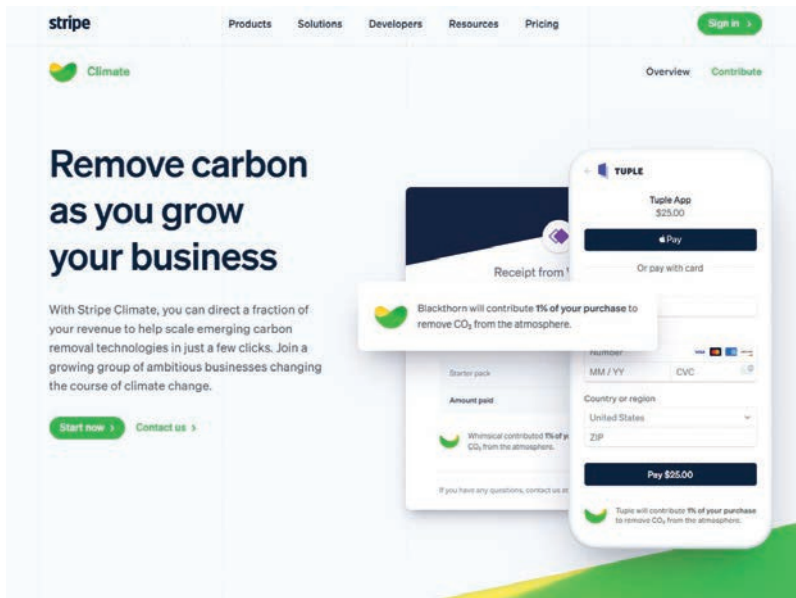 stripe
Products Solutions Developers Resources Pricing
Sign in >
Climate
Overview Contribute
Remove carbon
as you grow
your business
With Stripe Climate, you can direct a fraction of
your revenue to help scale emerging carbon
removal technologies in just a few clicks. Join a
growing group of ambitious businesses changing
the course of climate change.
Start now > Contact us >
Receipt from
Blackthorn will contribute 1% of your purchase to
remove CO₂ from the atmosphere.
Starter pack
Amount paid
Whimsical contributed 1% of
CO₂ from the atmosphere.
If you have any questions, contact us
TUPLE
Tuple App
$25.00
Pay
Or pay with card
Number
VISA
MM / YY CVC
Country or region
United States
ZIP
Pay $25.00
Tuple will contribute 1% of your purchase
to remove CO₂ from the atmosphere.